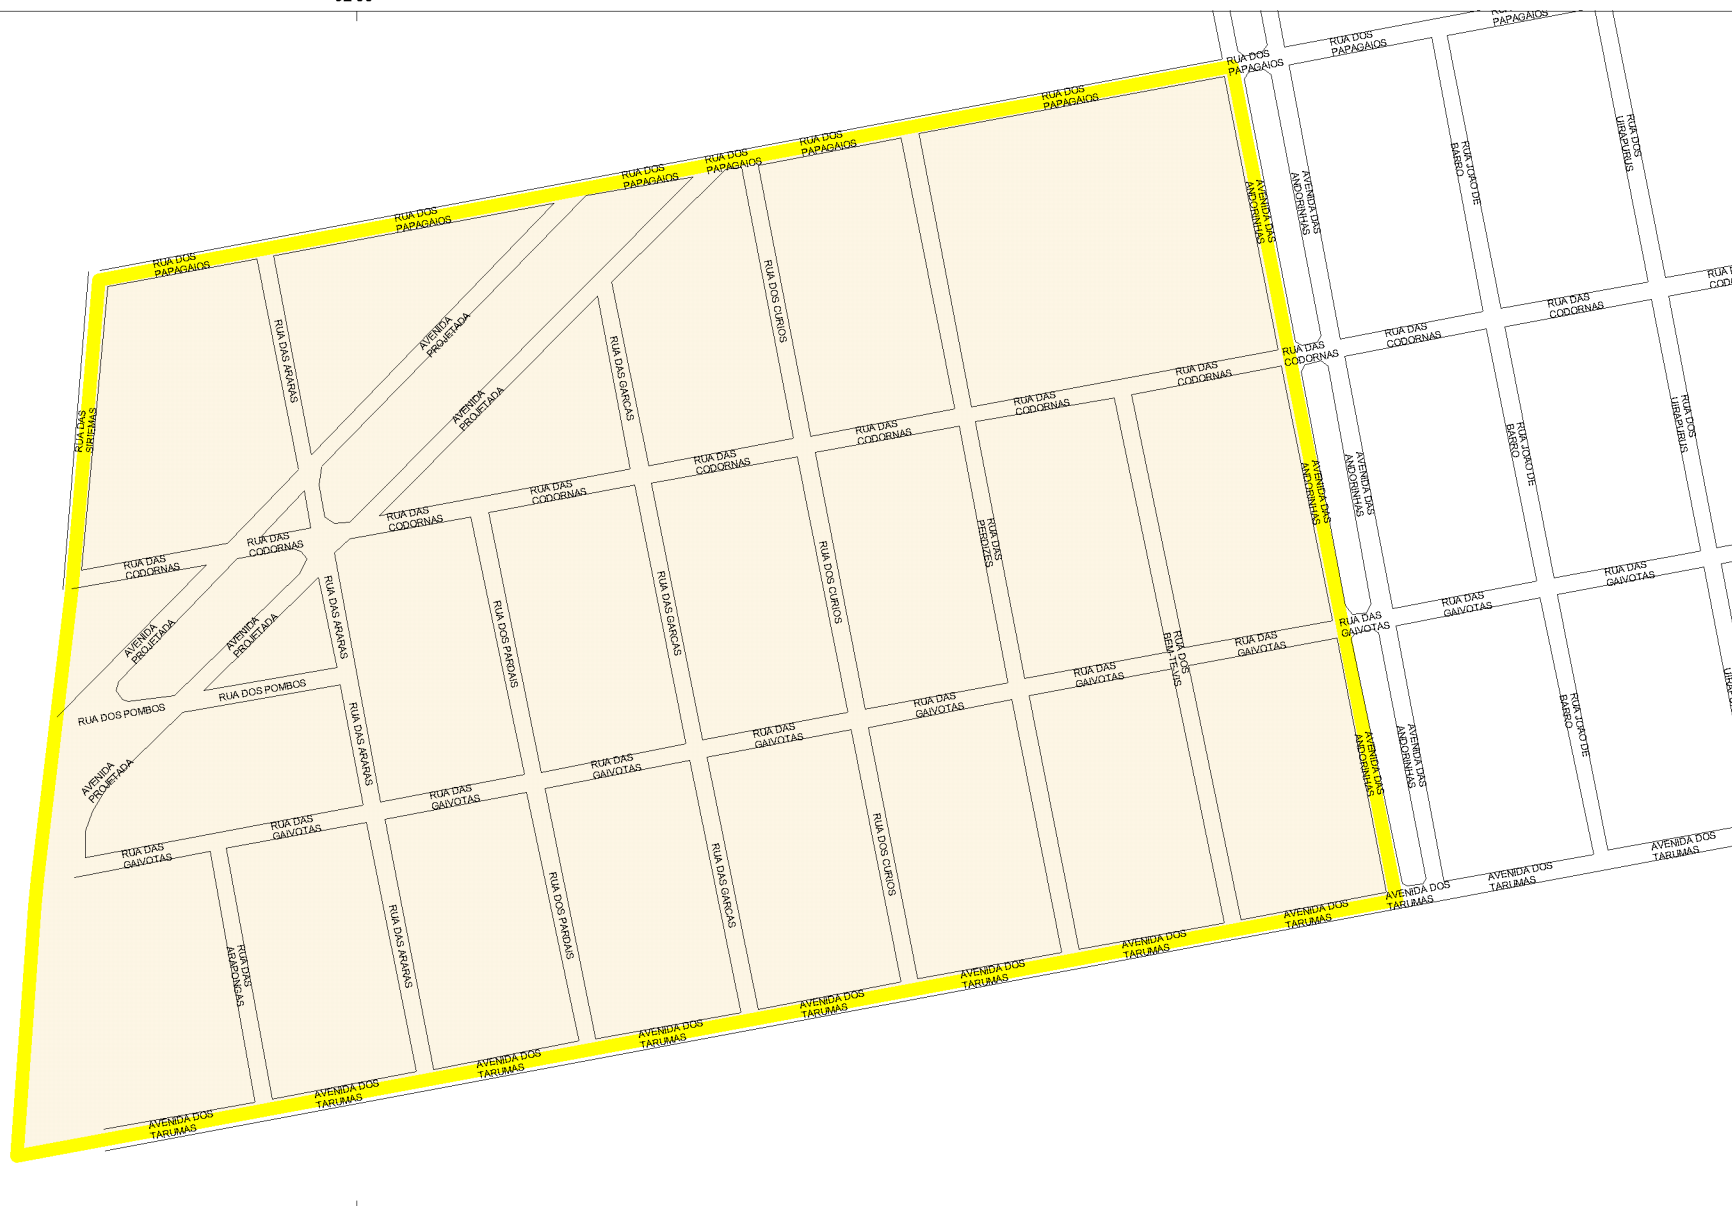 RUA DOS
PAPAGAIOS
RUA DOS
PAPAGAIOS
RUA DOS
PAPAGAIOS
RUA DOS
PAPAGAIOS
RUA DOS
PAPAGAIOS
RUA DOS
PAPAGAIOS
RUA DOS
PAPAGAIOS
RUA DOS
PAPAGAIOS
RUA DOS
PAPAGAIOS
PAPAGAIOS
RUA DAS
SIRIEMAS
RUA DAS ARARAS
AVENIDA
PROJETADA
AVENIDA
PROJETADA
RUA DAS GARCAS
RUA DOS CURIOS
AVENIDA DAS
ANDORINHAS
AVENIDA DAS
ANDORINHAS
RUA JOAO DE
BARRO
RUA DOS
UIRAPURUS
RUA DAS
CODORNAS
RUA DAS
CODORNAS
RUA DAS
CODORNAS
RUA DAS
CODORNAS
RUA DAS
CODORNAS
RUA DAS
CODORNAS
RUA DAS
CODORNAS
RUA DAS
CODORNAS
RUA DAS
CODORNAS
RUA DAS
CODORNAS
RUA DAS
CODORNAS
AVENIDA
PROJETADA
AVENIDA
PROJETADA
RUA DAS ARARAS
RUA DOS PARDAIS
RUA DAS GARCAS
RUA DOS CURIOS
RUA DAS
PERDIZES
RUA DOS
BEM-TE-VIS
AVENIDA DAS
ANDORINHAS
AVENIDA DAS
ANDORINHAS
RUA JOAO DE
BARRO
RUA DOS
UIRAPURUS
RUA DOS POMBOS
RUA DOS POMBOS
AVENIDA
PROJETADA
RUA DAS ARARAS
RUA DAS
GAIVOTAS
RUA DAS
GAIVOTAS
RUA DAS
GAIVOTAS
RUA DAS
GAIVOTAS
RUA DAS
GAIVOTAS
RUA DAS
GAIVOTAS
RUA DAS
GAIVOTAS
RUA DAS
GAIVOTAS
RUA DAS
GAIVOTAS
RUA DAS
GAIVOTAS
RUA DAS
GAIVOTAS
RUA DAS
ARAPONGAS
RUA DAS ARARAS
RUA DOS PARDAIS
RUA DAS GARCAS
RUA DOS CURIOS
AVENIDA DAS
ANDORINHAS
AVENIDA DAS
ANDORINHAS
RUA JOAO DE
BARRO
AVENIDA DOS
TARUMAS
AVENIDA DOS
TARUMAS
AVENIDA DOS
TARUMAS
AVENIDA DOS
TARUMAS
AVENIDA DOS
TARUMAS
AVENIDA DOS
TARUMAS
AVENIDA DOS
TARUMAS
AVENIDA DOS
TARUMAS
AVENIDA DOS
TARUMAS
AVENIDA DOS
TARUMAS
AVENIDA DOS
TARUMAS